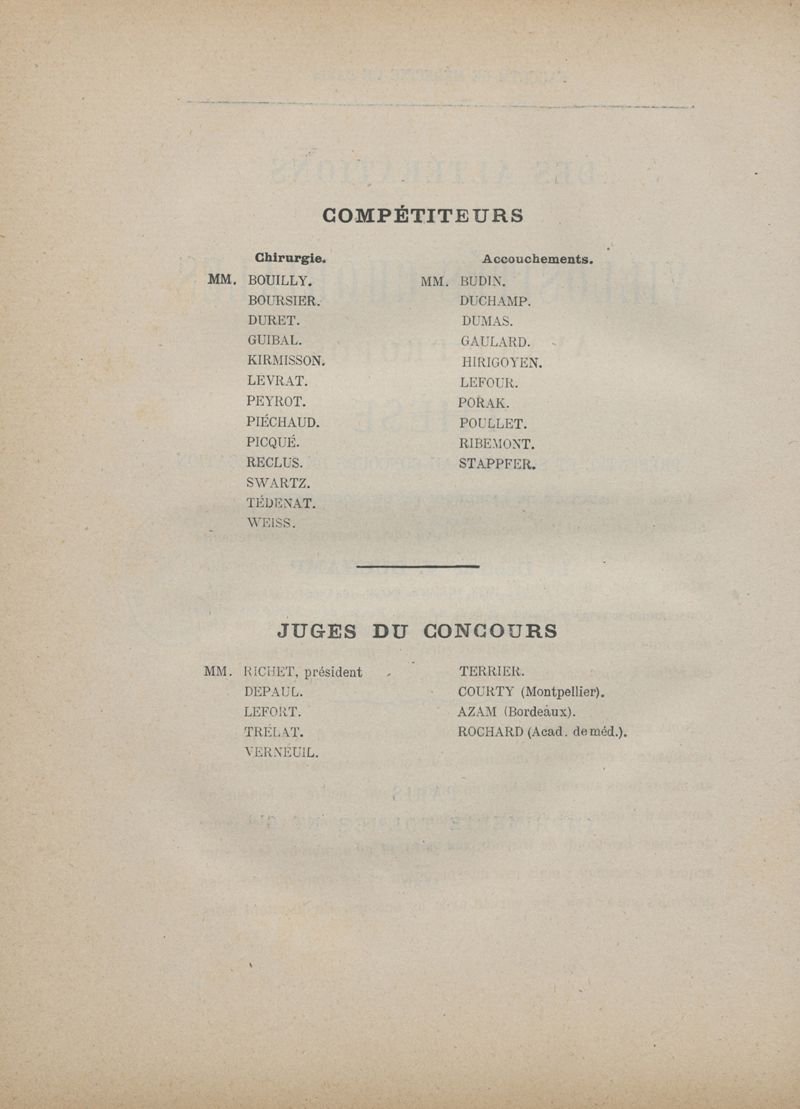 COMPÉTITEURS
Chirurgie.
MM. BOUILLY.
BOURSIER.
DURET.
GUIBAL.
KIRMISSON.
LEVRAT.
PEYROT.
PIÉCHAUD.
PICQUÉ.
RECLUS.
SWARTZ.
TÉDENAT.
WEISS.
Accouchements.
MM. BUDIN.
DUCHAMP.
DUMAS.
GAULARD.
HIRIGOYEN.
LEFOUR.
PORAK.
POULLET.
RIBEMONT.
STAPPFER.
JUGES DU CONCOURS
MM. RICHET, président
DEPAUL.
LEFORT.
TRÉLAT.
VERNEUIL.
TERRIER.
COURTY (Montpellier).
AZAM (Bordeaux).
ROCHARD (Acad. de méd.).